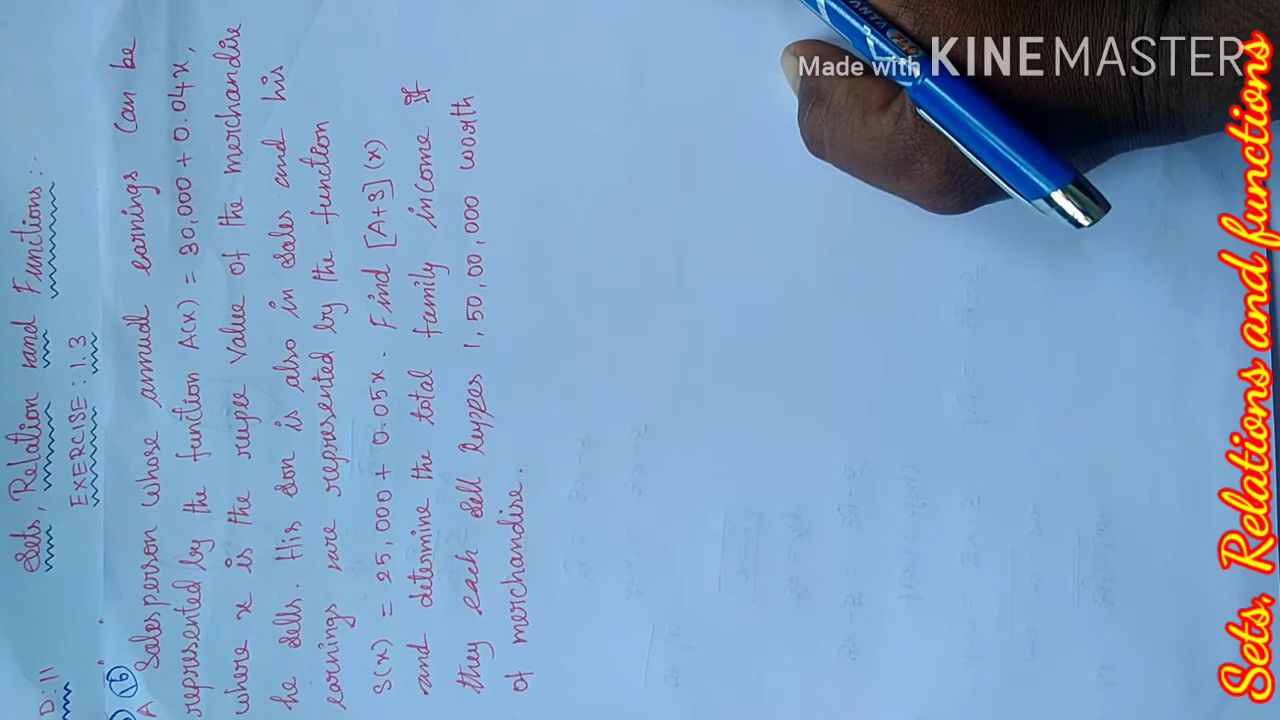 D:11
Sets, Relation and Functions:
EXERCISE: 1.3
16
A Salesperson whose annual earnings can be
represented by the function A(x) = 30,000 + 0.04x,
where x is the rupee value of the merchandise
he sells. His son is also in sales and his
earnings are represented by the function
S(x) = 25,000 + 0.05x. Find [A+S](x)
and determine the total family income if
they each sell Rupees 1,50,00,000 worth
of merchandise.
Made with KINEMASTER
Sets. Relations and functions